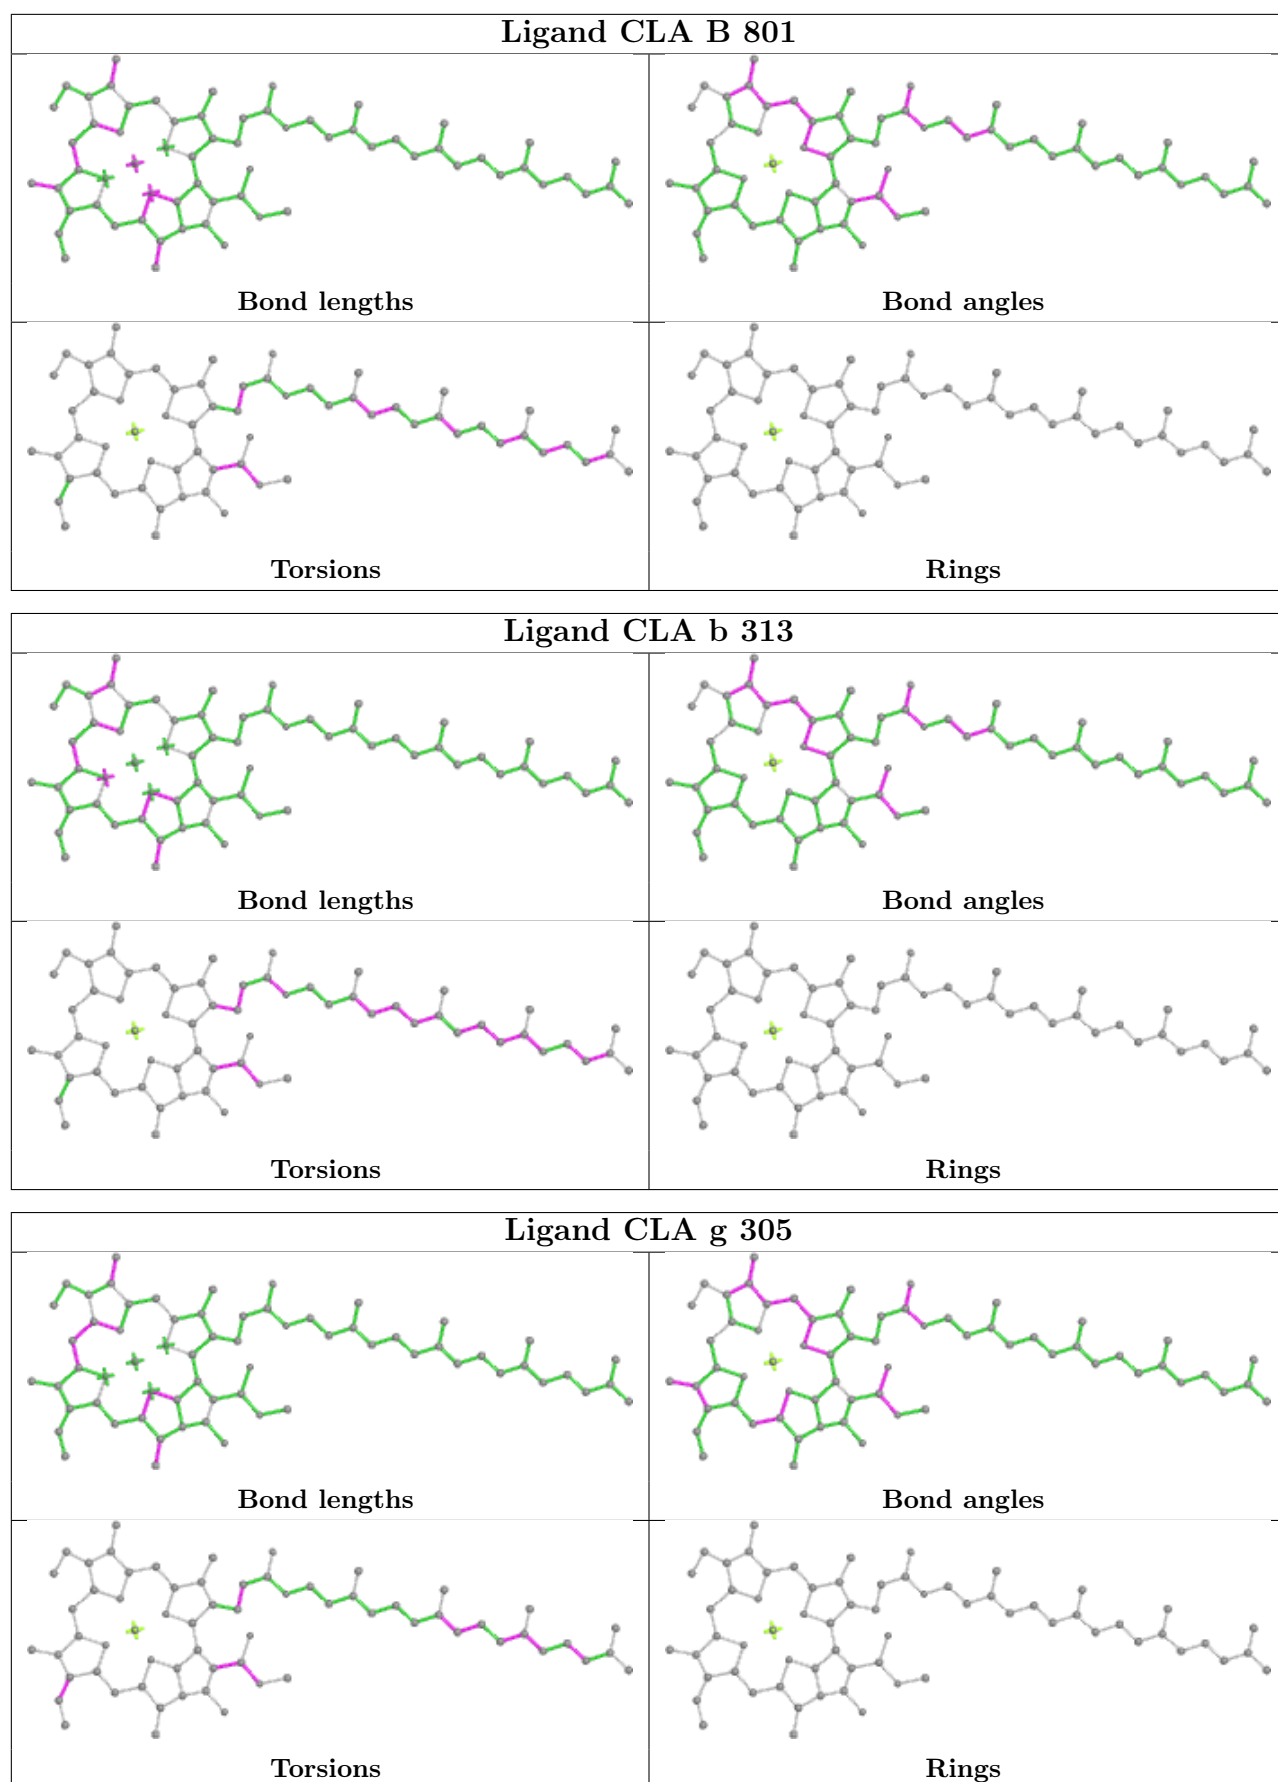 Ligand CLA B 801
Bond lengths
Bond angles
Torsions
Rings
Ligand CLA b 313
Bond lengths
Bond angles
Torsions
Rings
Ligand CLA g 305
Bond lengths
Bond angles
Torsions
Rings